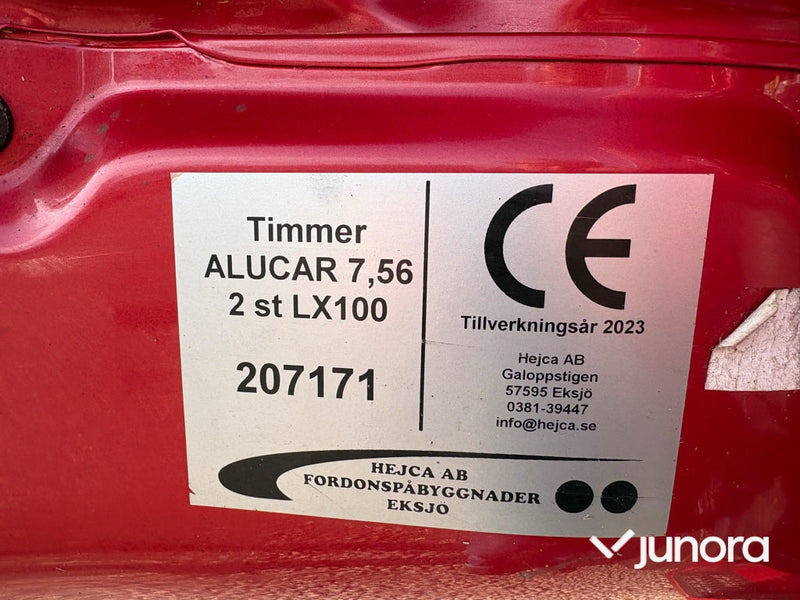 Timmer
ALUCAR 7,56
2 st LX100
207171
CE
Tillverkningsår 2023
Hejca AB
Galoppstigen
57595 Eksjö
0381-39447
info@hejca.se
HEJCA AB
FORDONSPÅBYGGNADER
EKSJÖ
junora